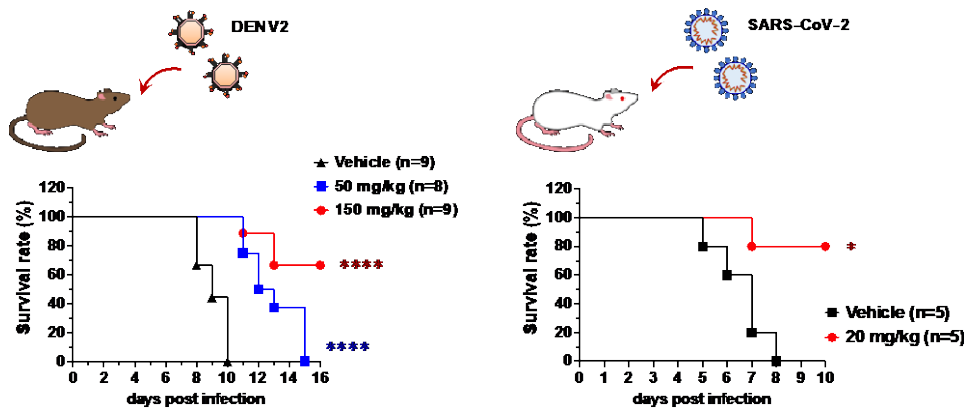 DENV2
Vehicle (n=9)
50 mg/kg (n=8)
150 mg/kg (n=9)
Survival rate (%)
120
100
80
60
40
20
0
****
****
0 2 4 6 8 10 12 14 16
days post infection
SARS-CoV-2
Survival rate (%)
120
100
80
60
40
20
0
*
Vehicle (n=5)
20 mg/kg (n=5)
0 1 2 3 4 5 6 7 8 9 10
days post infection